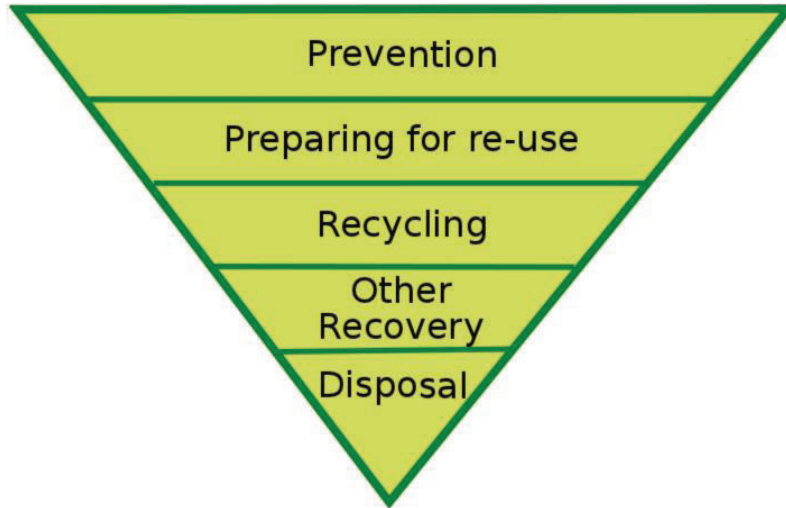 Prevention
Preparing for re-use
Recycling
Other
Recovery
Disposal